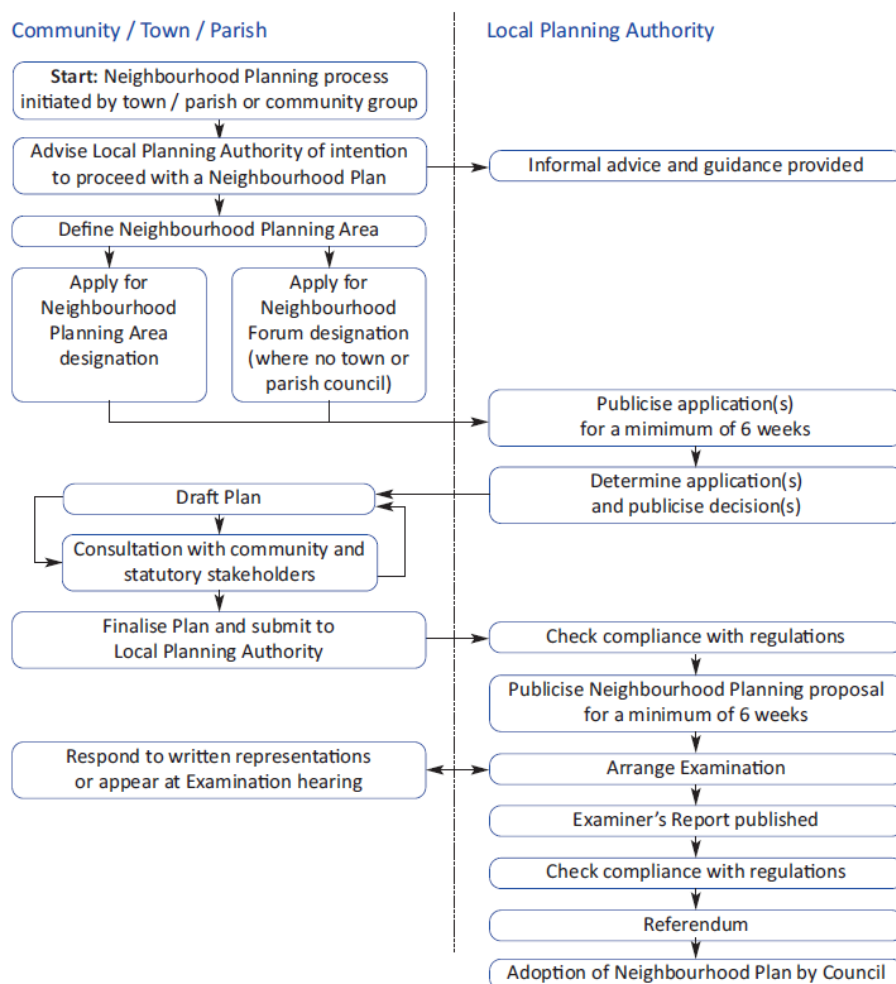 Community / Town / Parish
Local Planning Authority
Start: Neighbourhood Planning process
initiated by town / parish or community group
Advise Local Planning Authority of intention
to proceed with a Neighbourhood Plan
Informal advice and guidance provided
Define Neighbourhood Planning Area
Apply for
Neighbourhood
Planning Area
designation
Apply for
Neighbourhood
Forum designation
(where no town or
parish council)
Publicise application(s)
for a mimimum of 6 weeks
Determine application(s)
and publicise decision(s)
Draft Plan
Consultation with community and
statutory stakeholders
Finalise Plan and submit to
Local Planning Authority
Check compliance with regulations
Publicise Neighbourhood Planning proposal
for a minimum of 6 weeks
Respond to written representations
or appear at Examination hearing
Arrange Examination
Examiner's Report published
Check compliance with regulations
Referendum
Adoption of Neighbourhood Plan by Council